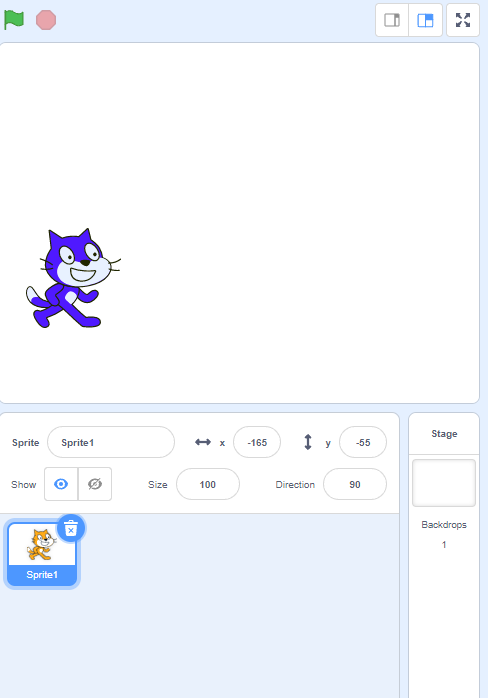 Sprite Sprite1 x -165 y -55
Show Size 100 Direction 90
Stage
Backdrops
1
Sprite1